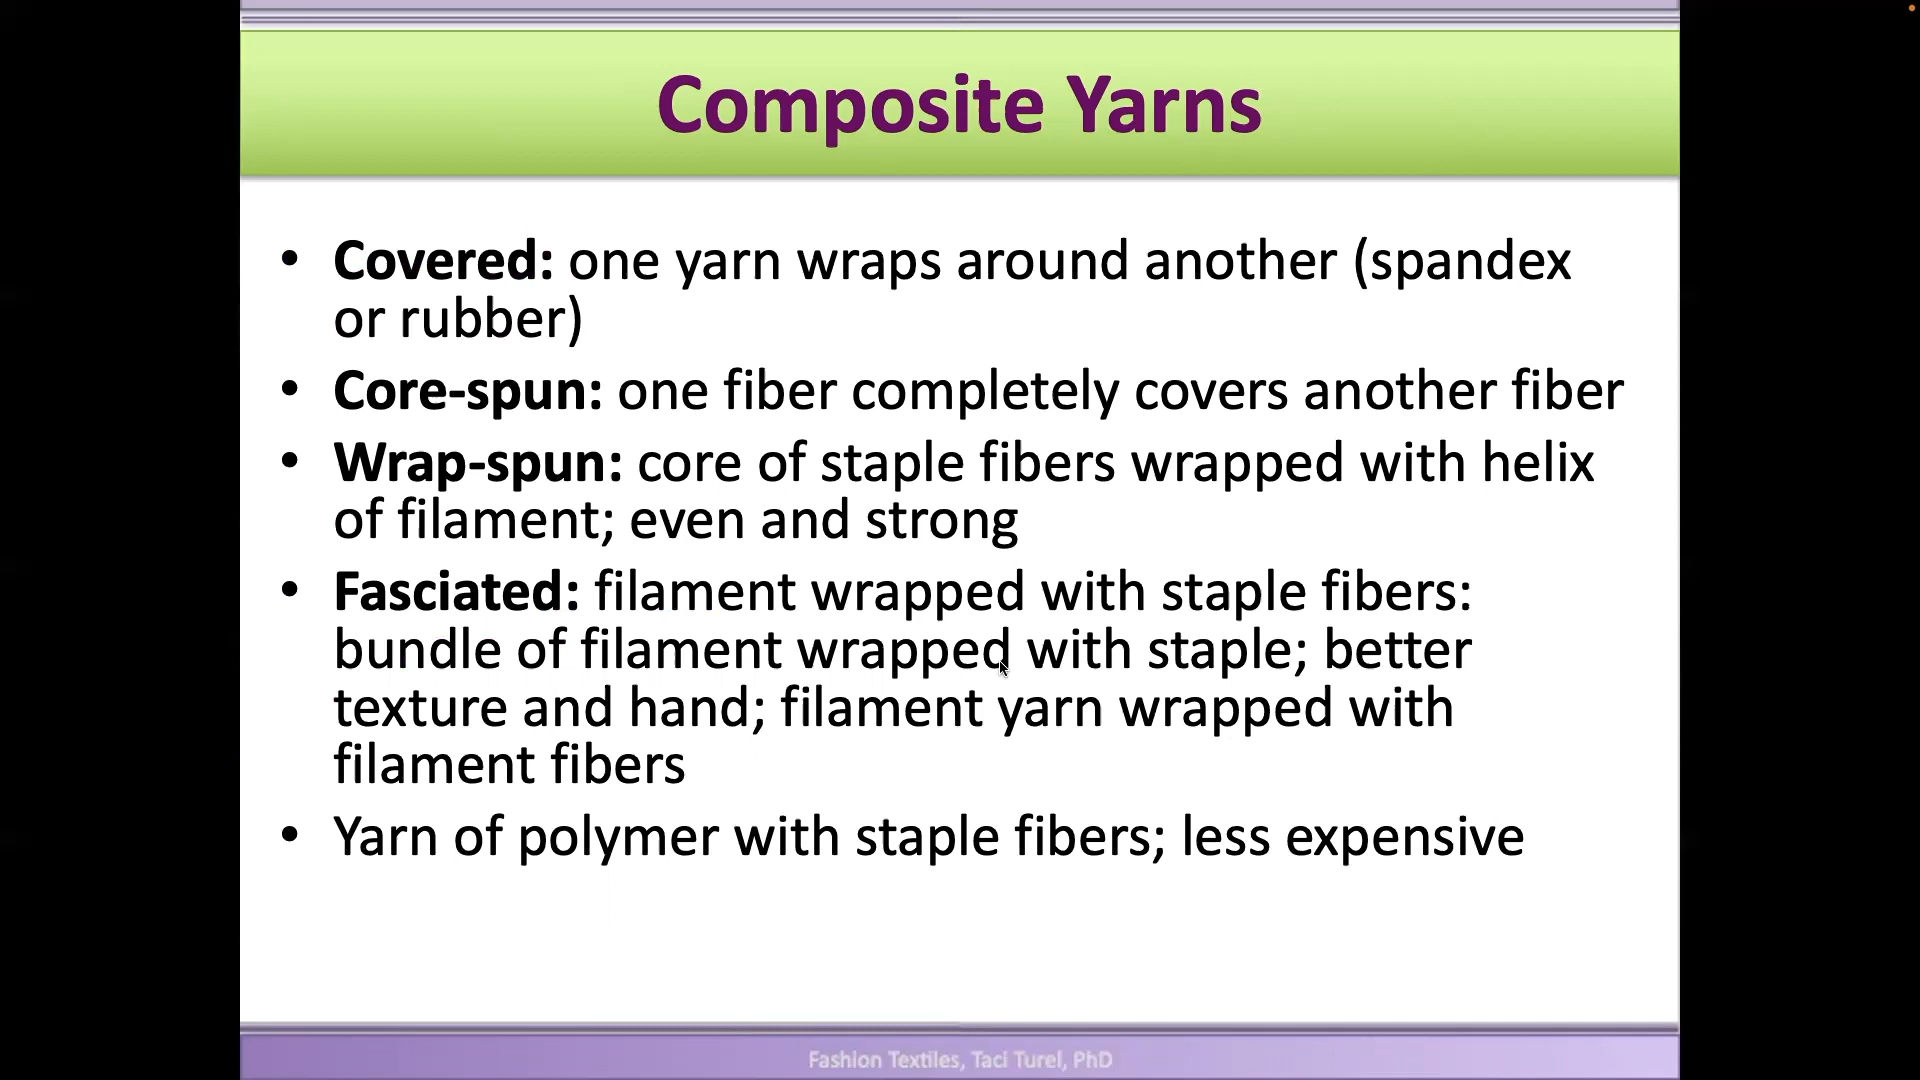 Composite Yarns
• Covered: one yarn wraps around another (spandex
or rubber)
• Core-spun: one fiber completely covers another fiber
• Wrap-spun: core of staple fibers wrapped with helix
of filament; even and strong
• Fasciated: filament wrapped with staple fibers:
bundle of filament wrapped with staple; better
texture and hand; filament yarn wrapped with
filament fibers
• Yarn of polymer with staple fibers; less expensive
Fashion Textiles, Taci Turel, PhD